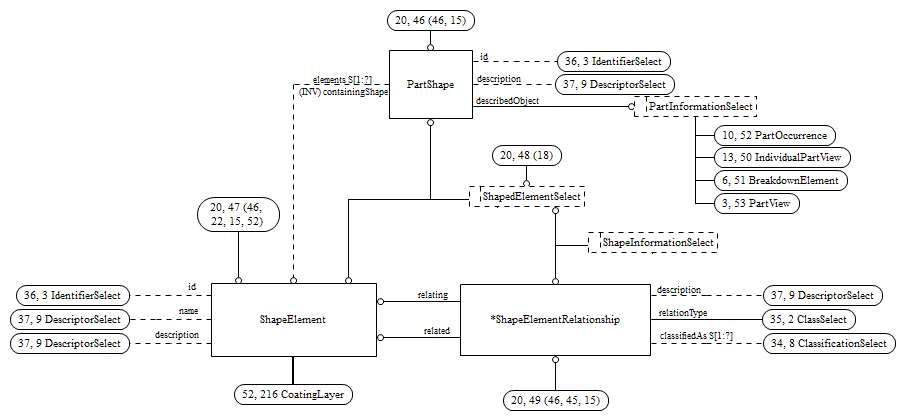 20, 46 (46, 15)
id
36, 3 IdentifierSelect
elements S[1:?]
PartShape
description
37, 9 DescriptorSelect
(INV) containingShape
describedObject
PartInformationSelect
10, 52 PartOccurrence
20, 48 (18)
13, 50 IndividualPartView
6, 51 BreakdownElement
ShapedElementSelect
3, 53 PartView
20, 47 (46,
22, 15, 52)
ShapeInformationSelect
id
36, 3 IdentifierSelect
relating
description
37, 9 DescriptorSelect
name
37, 9 DescriptorSelect
ShapeElement
*ShapeElementRelationship
relationType
35, 2 ClassSelect
description
37, 9 DescriptorSelect
related
classifiedAs S[1:?]
34, 8 ClassificationSelect
52, 216 CoatingLayer
20, 49 (46, 45, 15)